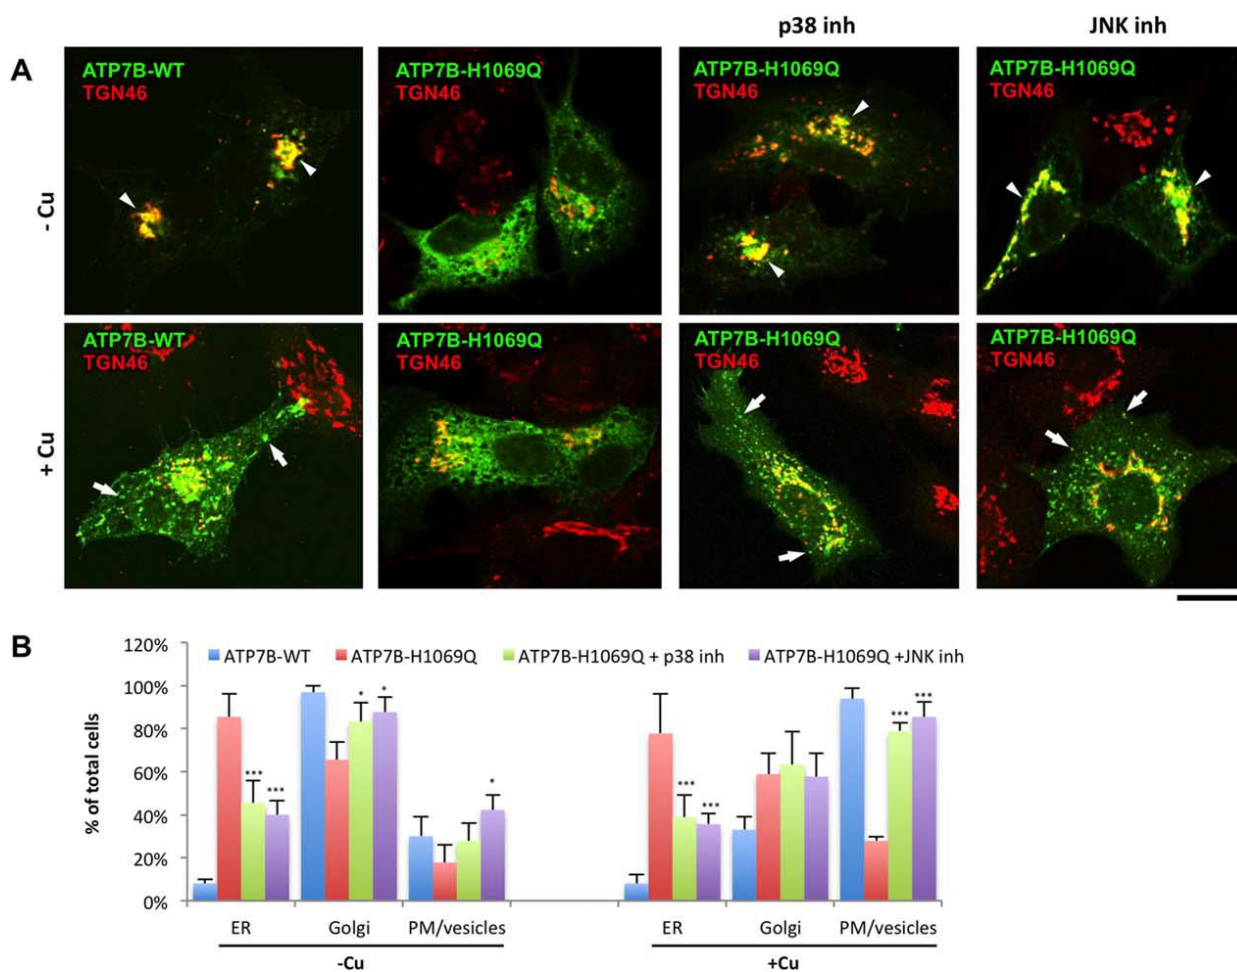 p38 inh JNK inh
A
ATP7B-WT ATP7B-H1069Q ATP7B-H1069Q ATP7B-H1069Q
TGN46 TGN46 TGN46 TGN46
- Cu
ATP7B-WT ATP7B-H1069Q ATP7B-H1069Q ATP7B-H1069Q
TGN46 TGN46 TGN46 TGN46
+ Cu
B
120%
ATP7B-WT ATP7B-H1069Q ATP7B-H1069Q + p38 inh ATP7B-H1069Q +JNK inh
100%
80%
60%
40%
20%
0%
% of total cells
*** *** * * * *** *** *** ***
ER Golgi PM/vesicles ER Golgi PM/vesicles
-Cu +Cu